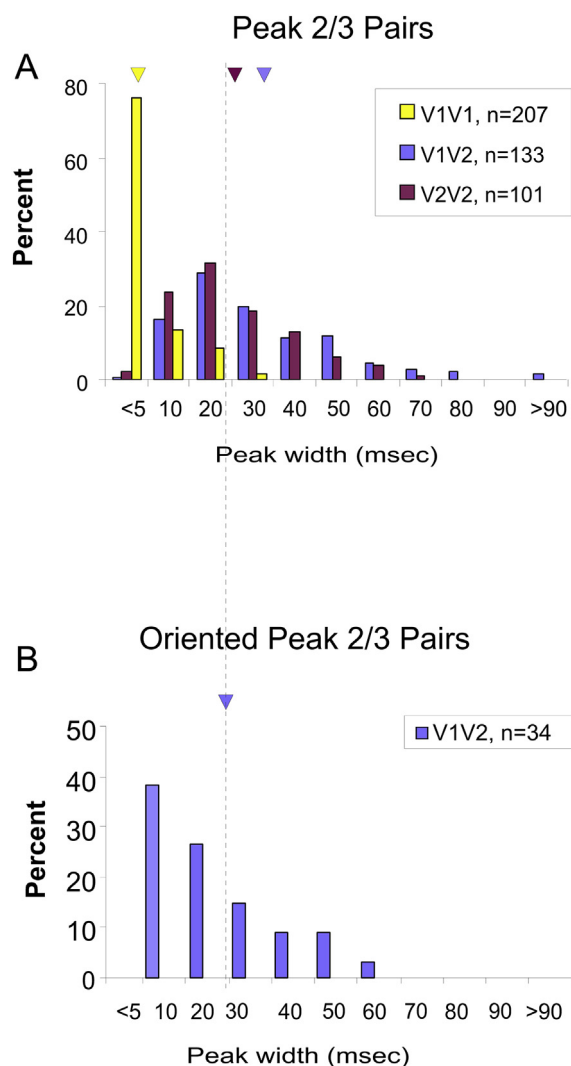 Peak 2/3 Pairs
A
80
60
40
20
0
Percent
V1V1, n=207
V1V2, n=133
V2V2, n=101
<5 10 20 30 40 50 60 70 80 90 >90
Peak width (msec)
Oriented Peak 2/3 Pairs
B
50
40
30
20
10
0
Percent
V1V2, n=34
<5 10 20 30 40 50 60 70 80 90 >90
Peak width (msec)